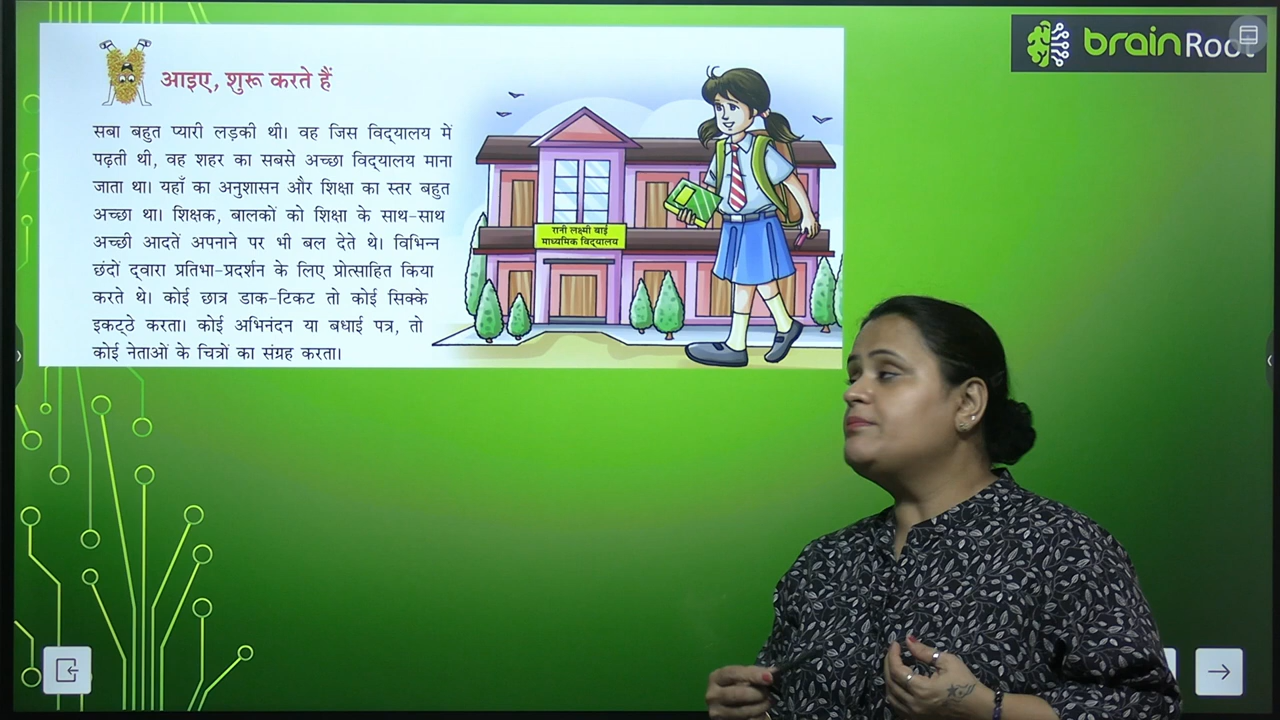 brainRoot
आइए, शुरू करते हैं
सबा बहुत प्यारी लड़की थी। वह जिस विद्‌यालय में
पढ़ती थी, वह शहर का सबसे अच्छा विद्‌यालय माना
जाता था। यहाँ का अनुशासन और शिक्षा का स्तर बहुत
अच्छा था। शिक्षक, बालकों को शिक्षा के साथ-साथ
अच्छी आदतें अपनाने पर भी बल देते थे। विभिन्न
छंदों द्‌वारा प्रतिभा-प्रदर्शन के लिए प्रोत्साहित किया
करते थे। कोई छात्र डाक-टिकट तो कोई सिक्के
इकट्‌ठे करता। कोई अभिनंदन या बधाई पत्र, तो
कोई नेताओं के चित्रों का संग्रह करता।
रानी लक्ष्मी बाई
माध्यमिक विद्‌यालय